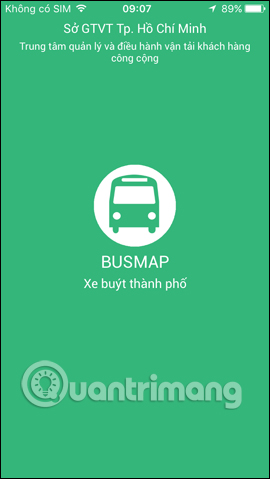 Không có SIM 09:07 89%
Sở GTVT Tp. Hồ Chí Minh
Trung tâm quản lý và điều hành vận tải khách hàng
công cộng
BUSMAP
Xe buýt thành phố
Quantrimang